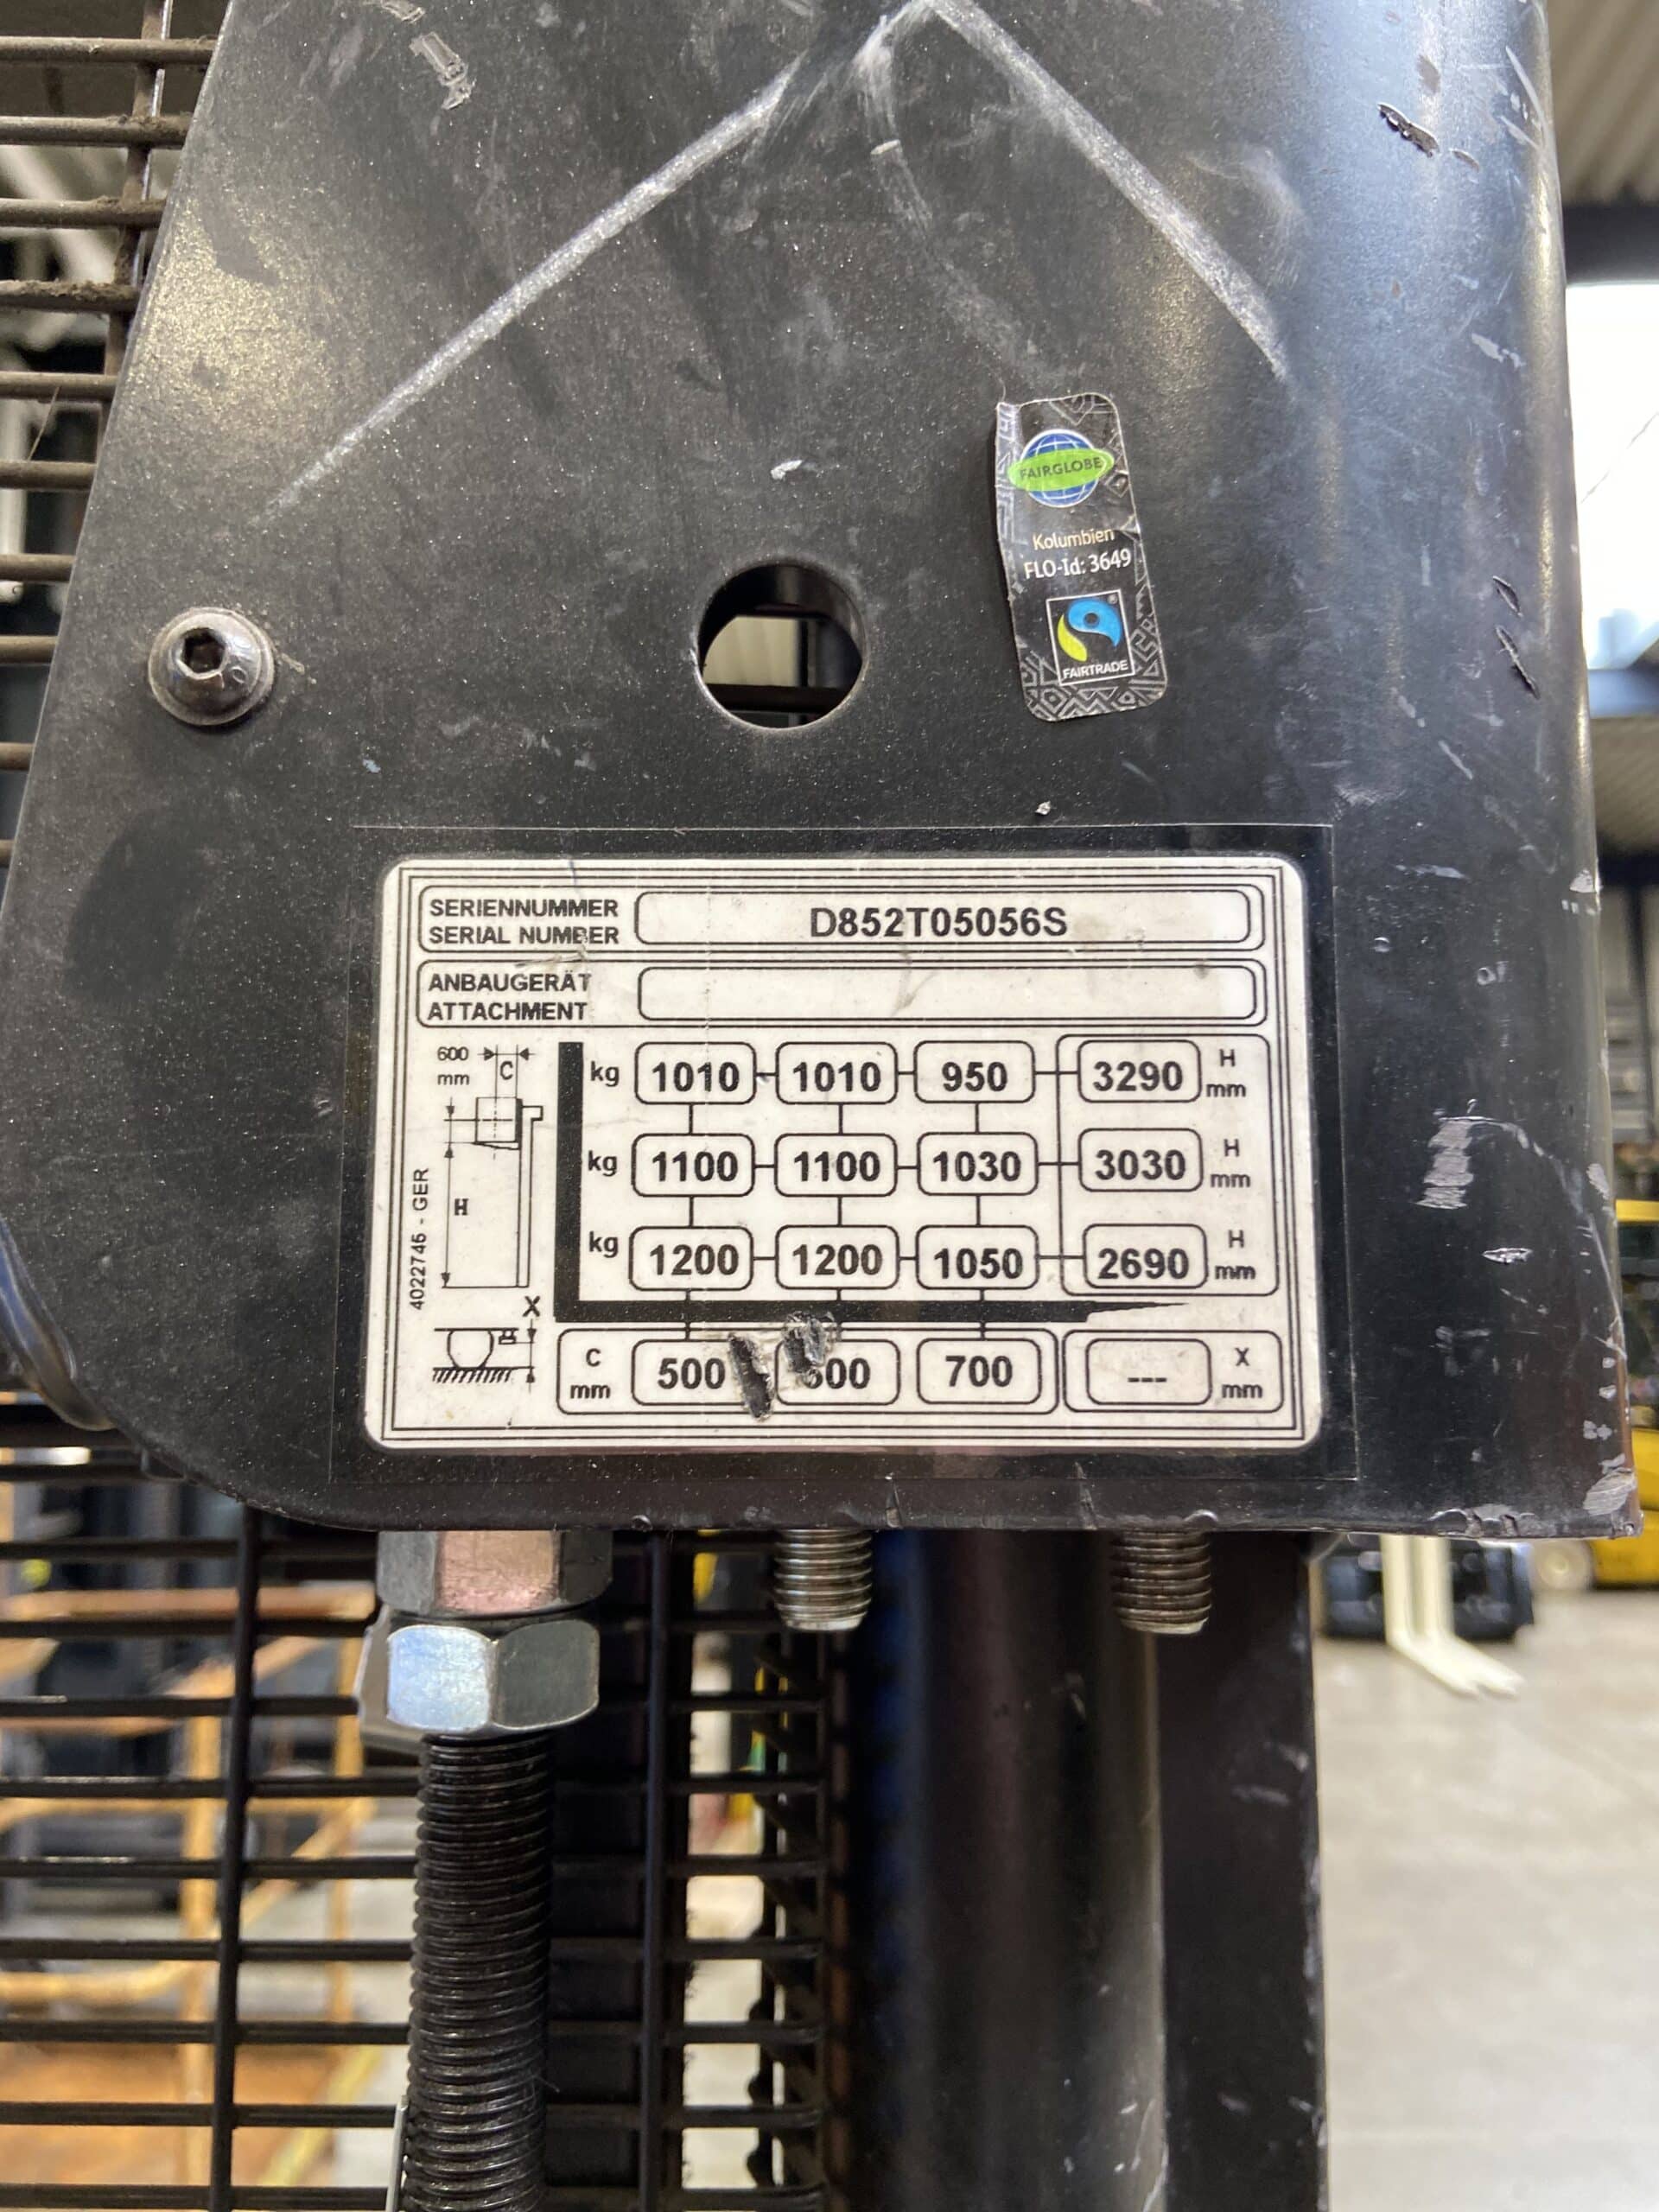 FAIRGLOBE
Kolumbien
FLO-Id: 3649
®
FAIRTRADE
SERIENNUMMER
SERIAL NUMBER
D852T05056S
ANBAUGERÄT
ATTACHMENT
600
mm
C
H
X
4022745 - GER
kg 1010 1010 950 3290 H mm
kg 1100 1100 1030 3030 H mm
kg 1200 1200 1050 2690 H mm
C mm 500 600 700 --- X mm